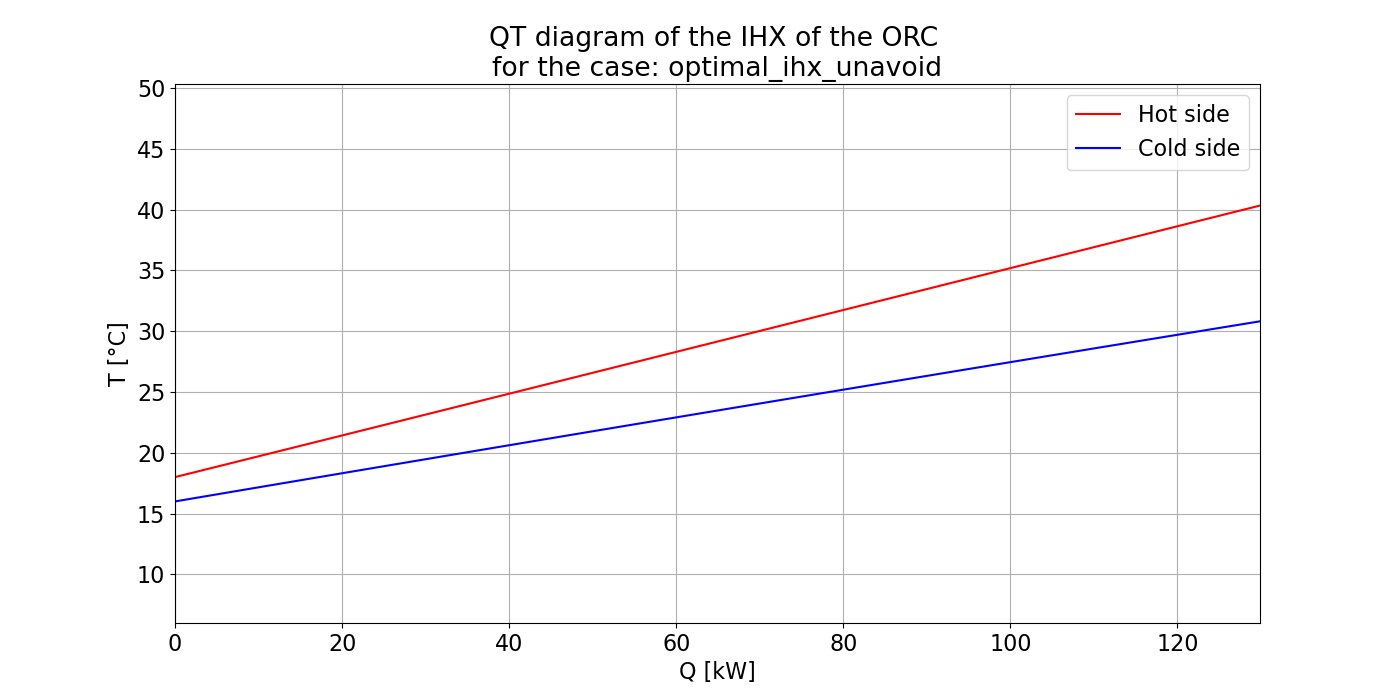 QT diagram of the IHX of the ORC
for the case: optimal_ihx_unavoid
50
45
40
35
30
25
20
15
10
T [°C]
Hot side
Cold side
0 20 40 60 80 100 120
Q [kW]